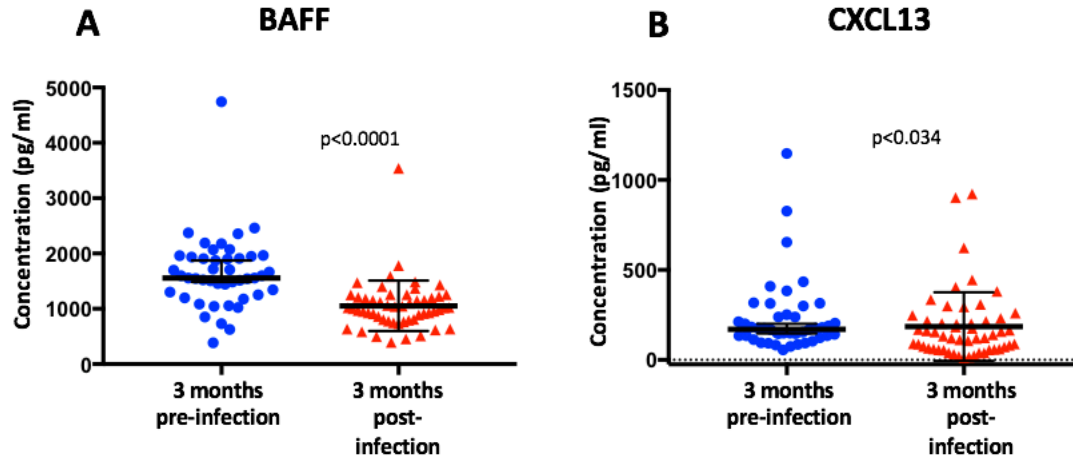 A
BAFF
Concentration (pg/ml)
5000
4000
3000
2000
1000
0
p<0.0001
3 months
pre-infection
3 months
post-
infection
B
CXCL13
Concentration (pg/ml)
1500
1000
500
0
p<0.034
3 months
pre-infection
3 months
post-
infection